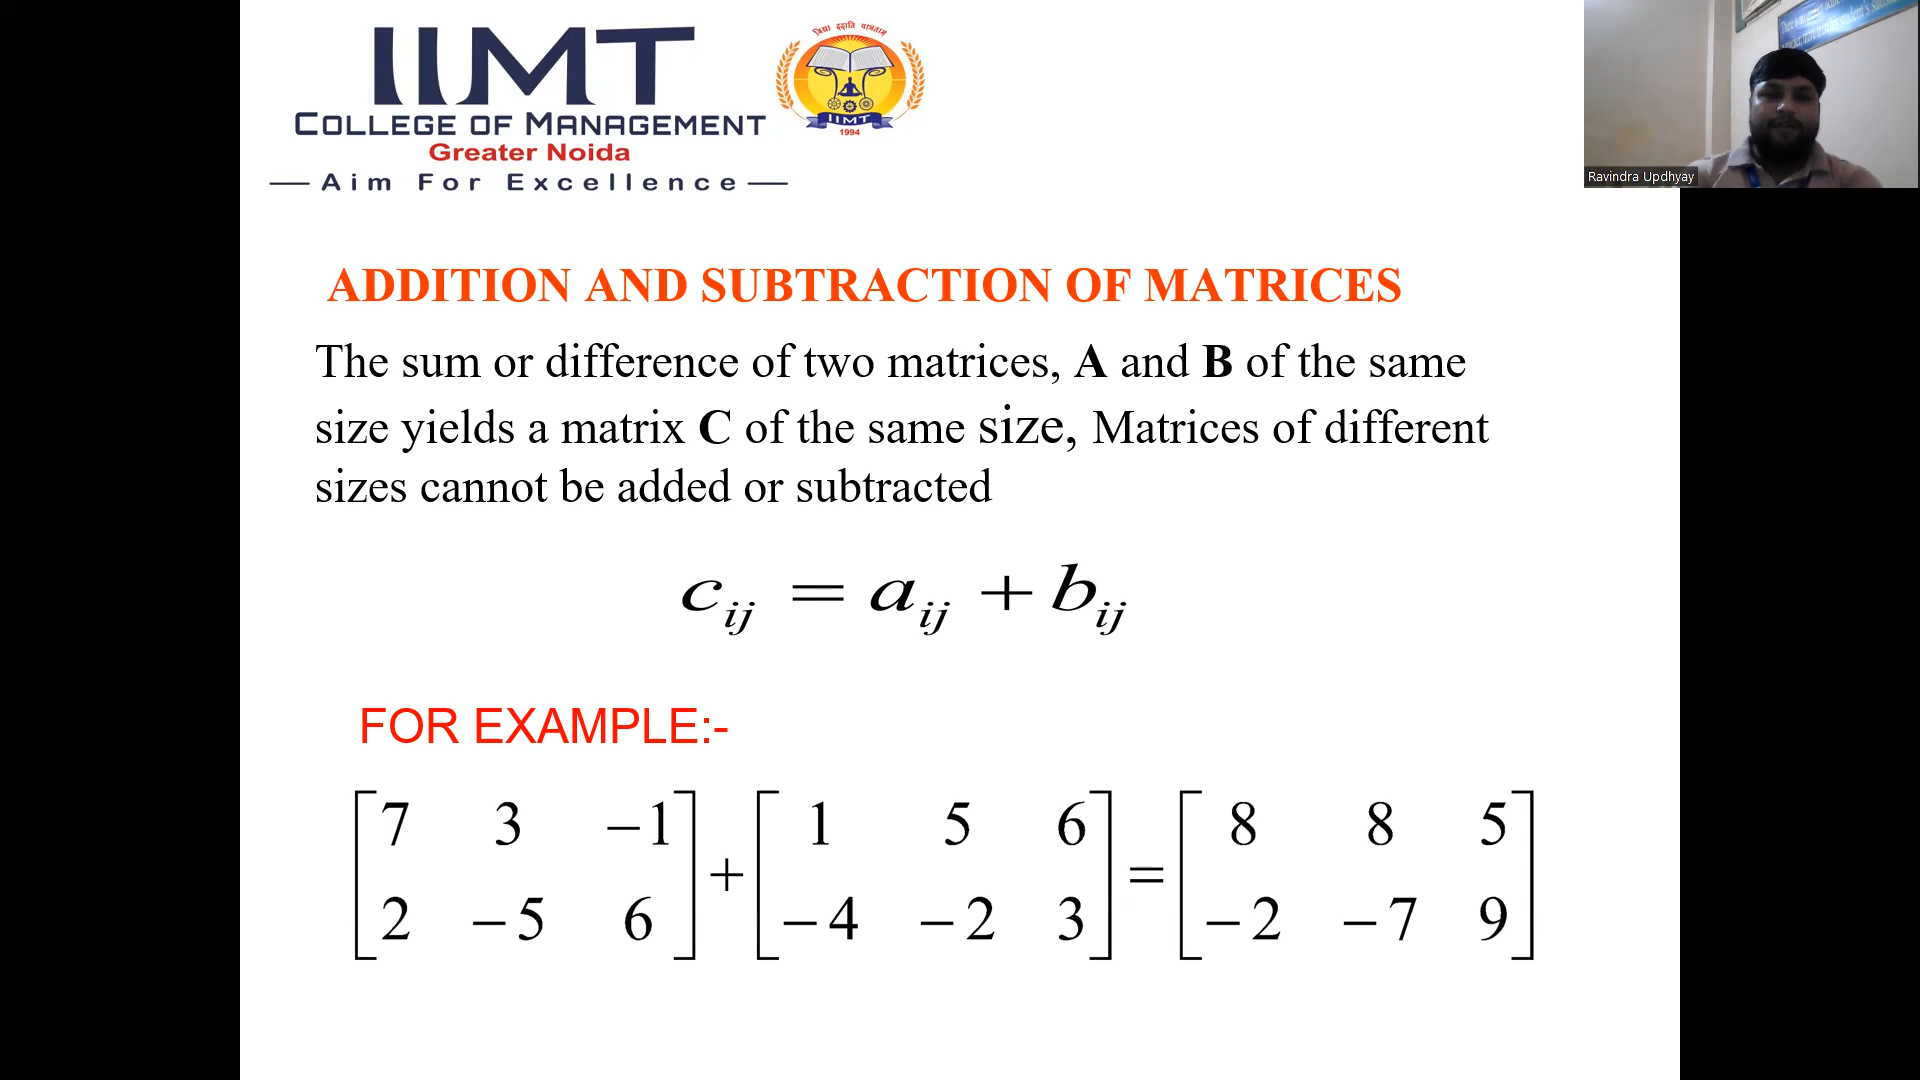 IIMT
COLLEGE OF MANAGEMENT
Greater Noida
— Aim For Excellence —
विद्या ददाति पात्रताम्
IIMT
1994
Ravindra Updhyay
ADDITION AND SUBTRACTION OF MATRICES
The sum or difference of two matrices, A and B of the same
size yields a matrix C of the same size, Matrices of different
sizes cannot be added or subtracted
c_ij = a_ij + b_ij
FOR EXAMPLE:-
[7 3 −1] [1 5 6] [8 8 5]
+ =
[2 −5 6] [−4 −2 3] [−2 −7 9]